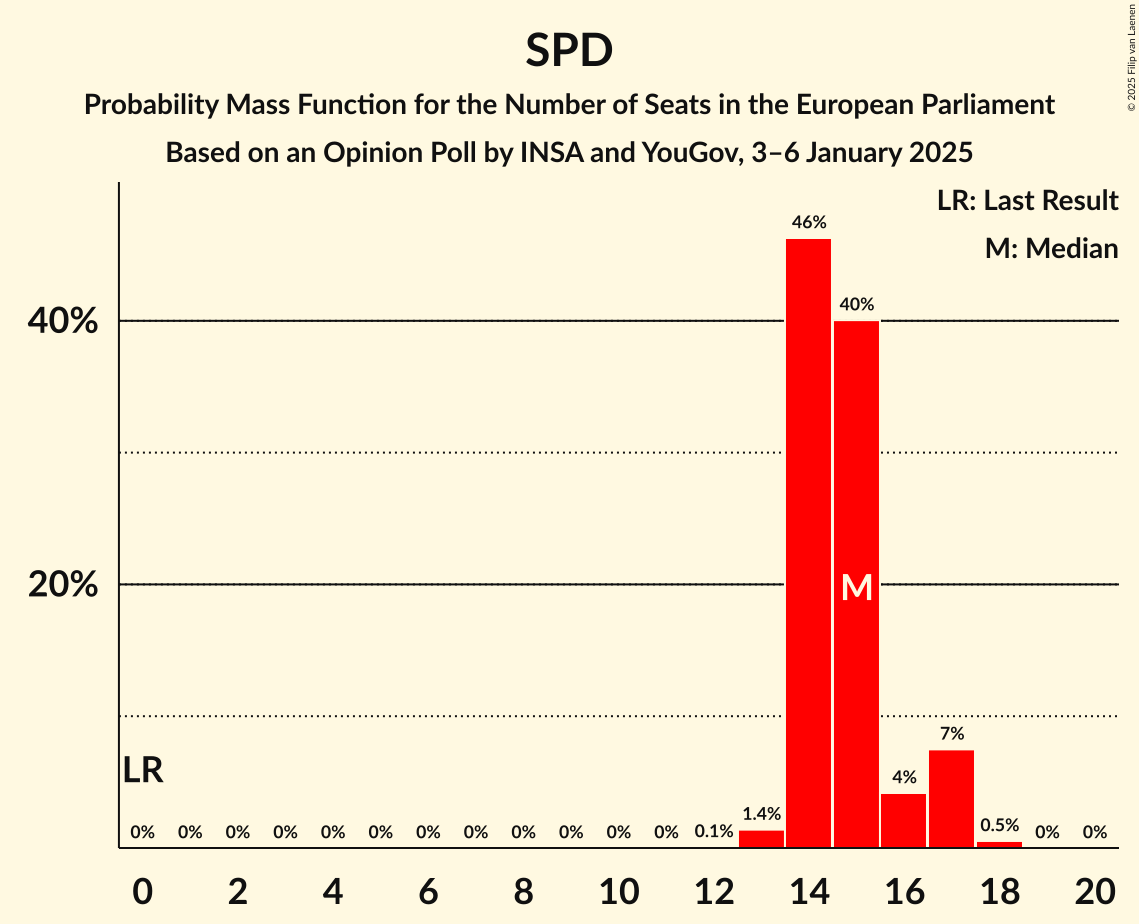 SPD
Probability Mass Function for the Number of Seats in the European Parliament
Based on an Opinion Poll by INSA and YouGov, 3–6 January 2025
© 2025 Filip van Laenen
LR: Last Result
M: Median
46%
40%
40%
20%
M
LR
0% 0% 0% 0% 0% 0% 0% 0% 0% 0% 0% 0% 0.1% 1.4% 4% 7% 0.5% 0% 0%
0 2 4 6 8 10 12 14 16 18 20